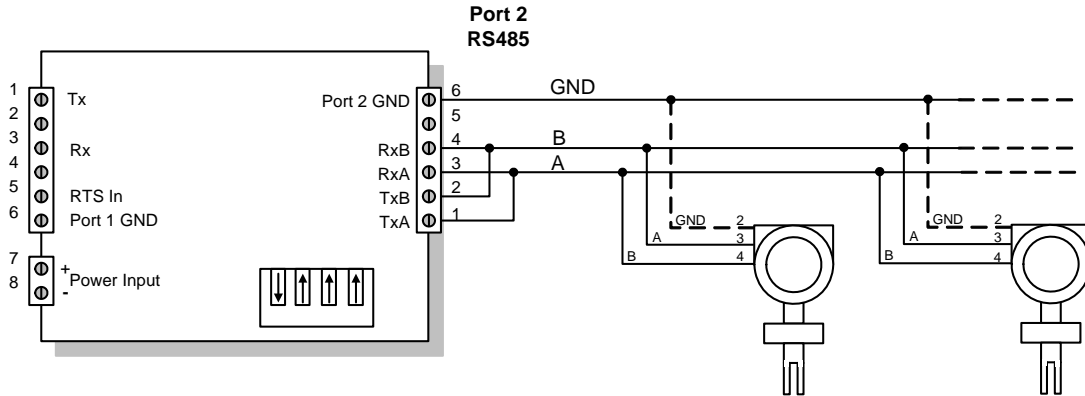 Port 2
RS485
1 Tx
2
3 Rx
4
5 RTS In
6 Port 1 GND
7 +
Power Input
8 -
Port 2 GND 6 GND
5
RxB 4 B
RxA 3 A
TxB 2
TxA 1
GND 2
A 3
B 4
GND 2
A 3
B 4